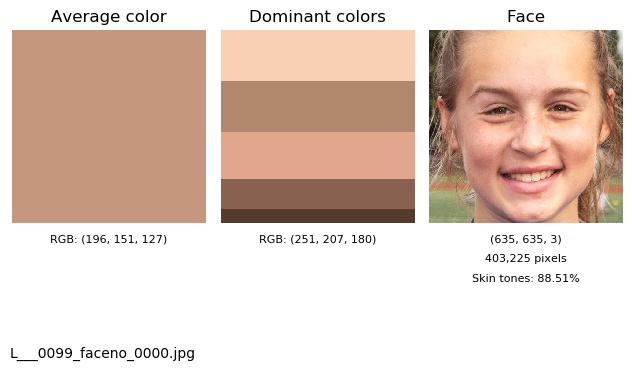 Average color
Dominant colors
Face
RGB: (196, 151, 127)
RGB: (251, 207, 180)
(635, 635, 3)
403,225 pixels
Skin tones: 88.51%
L___0099_faceno_0000.jpg